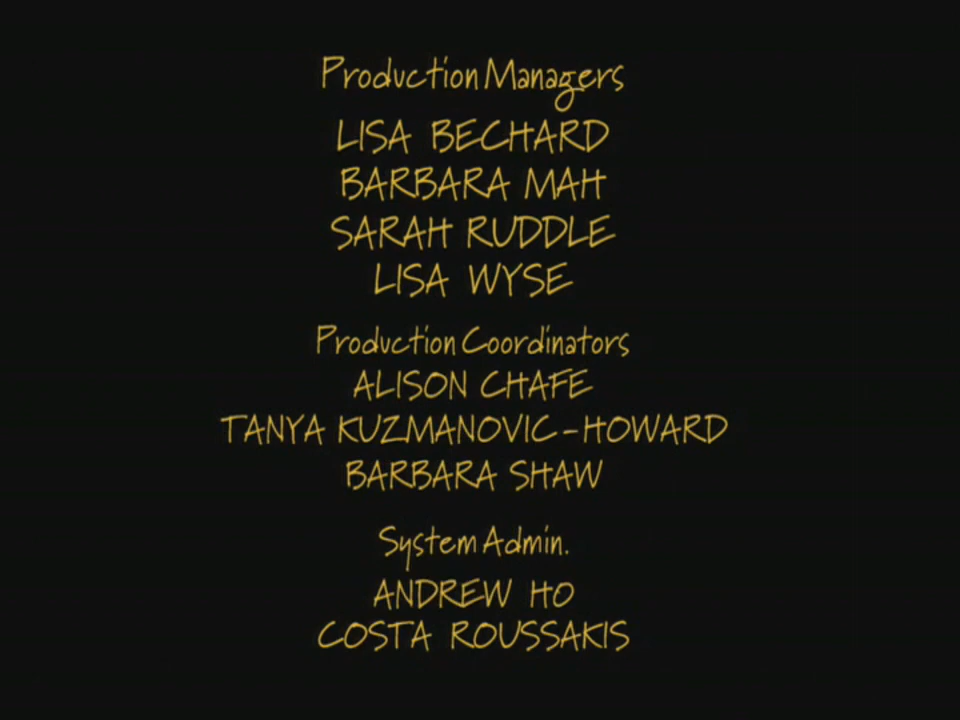 Production Managers
LISA BECHARD
BARBARA MAH
SARAH RUDDLE
LISA WYSE
Production Coordinators
ALISON CHAFE
TANYA KUZMANOVIC-HOWARD
BARBARA SHAW
System Admin.
ANDREW HO
COSTA ROUSSAKIS